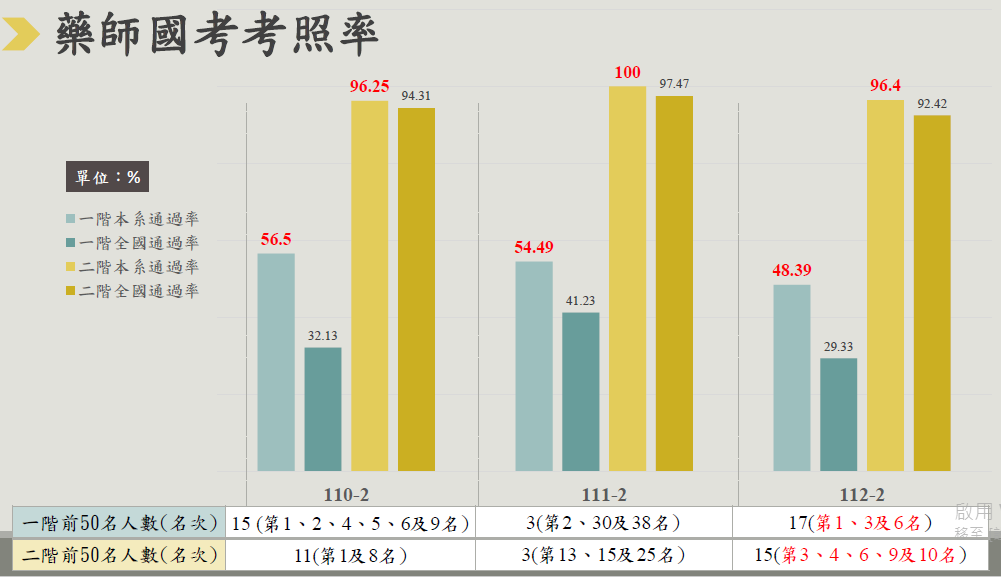 藥師國考考照率
單位：%
一階本系通過率
一階全國通過率
二階本系通過率
二階全國通過率
56.5
32.13
96.25
94.31
54.49
41.23
100
97.47
48.39
29.33
96.4
92.42
110-2
111-2
112-2
一階前50名人數(名次) 15 (第1、2、4、5、6及9名) 3(第2、30及38名) 17(第1、3及6名)
二階前50名人數(名次) 11(第1及8名) 3(第13、15及25名) 15(第3、4、6、9及10名)
啟用
移至